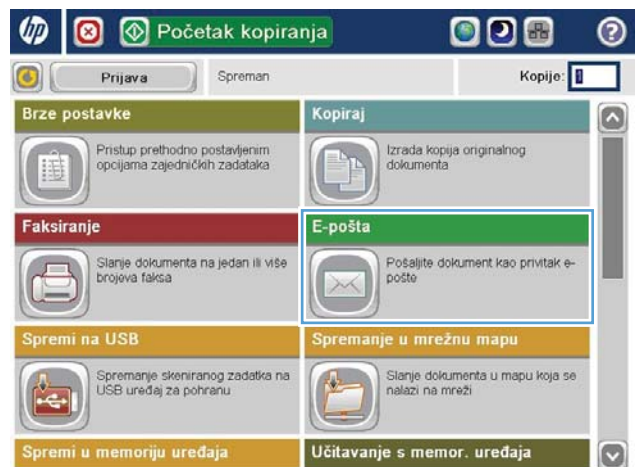 hp
Početak kopiranja
?
Prijava
Spreman
Kopije: 1
Brze postavke
Pristup prethodno postavljenim
opcijama zajedničkih zadataka
Kopiraj
Izrada kopija originalnog
dokumenta
Faksiranje
Slanje dokumenta na jedan ili više
brojeva faksa
E-pošta
Pošaljite dokument kao privitak e-
pošte
Spremi na USB
Spremanje skeniranog zadatka na
USB uređaj za pohranu
Spremanje u mrežnu mapu
Slanje dokumenta u mapu koja se
nalazi na mreži
Spremi u memoriju uređaja
Učitavanje s memor. uređaja